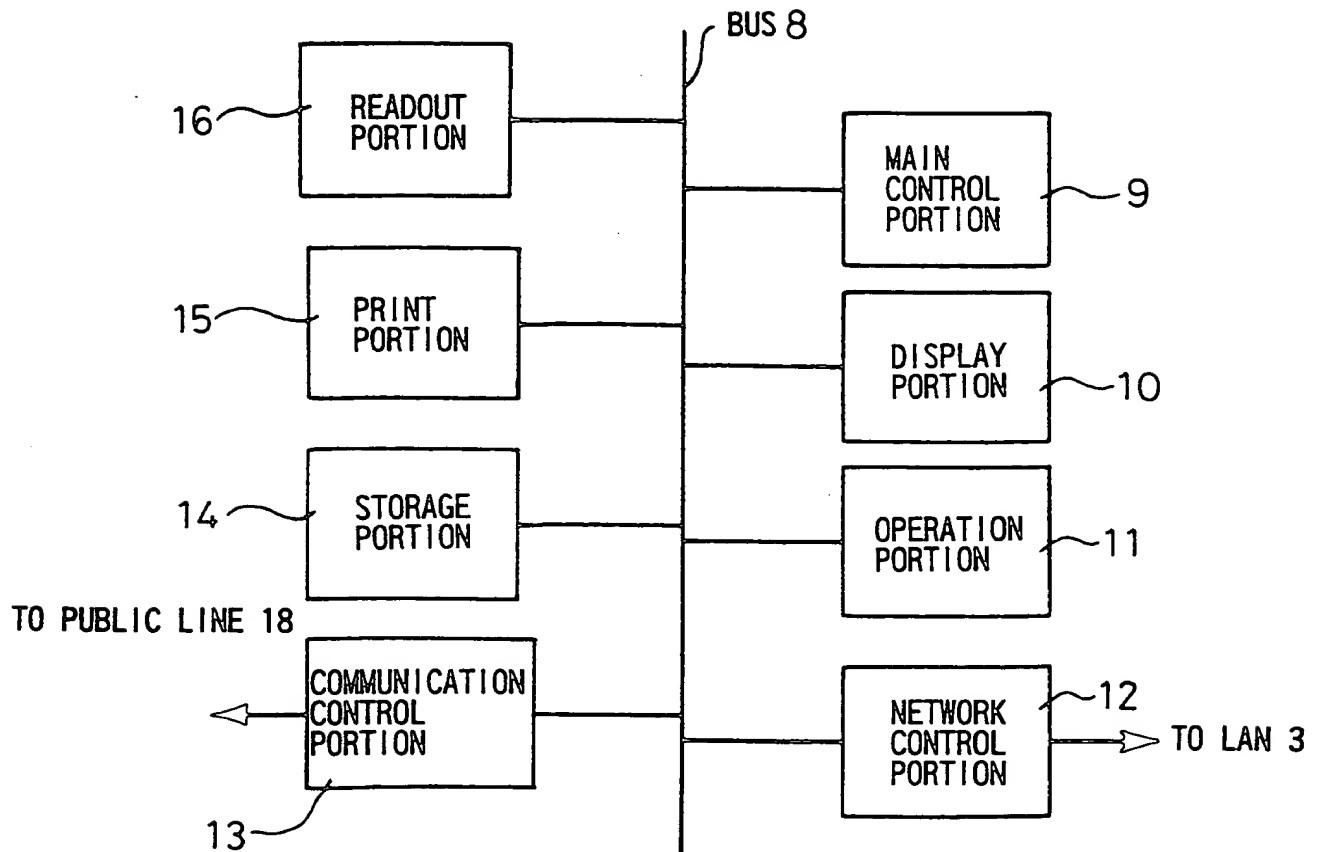 BUS 8
16
READOUT
PORTION
MAIN
CONTROL
PORTION
9
15
PRINT
PORTION
DISPLAY
PORTION
10
14
STORAGE
PORTION
OPERATION
PORTION
11
TO PUBLIC LINE 18
COMMUNICATION
CONTROL
PORTION
13
NETWORK
CONTROL
PORTION
12
TO LAN 3